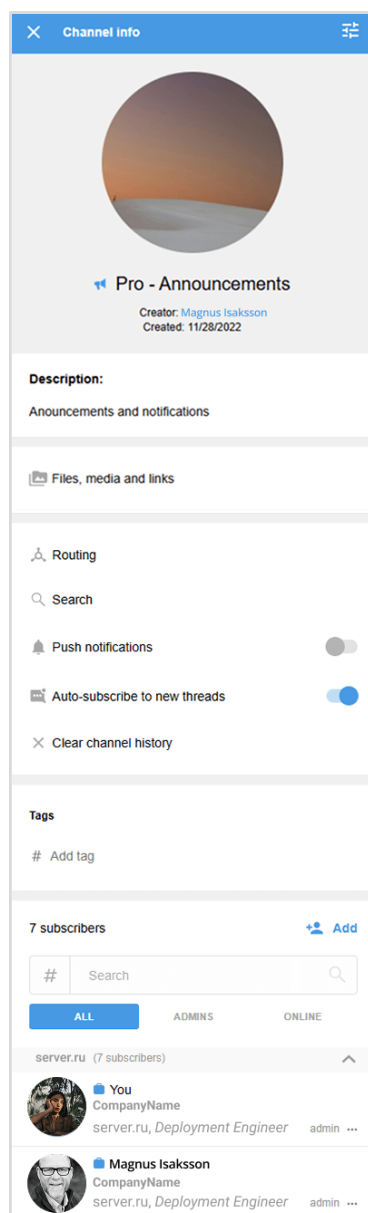 Channel info
Pro - Announcements
Creator: Magnus Isaksson
Created: 11/28/2022
Description:
Anouncements and notifications
Files, media and links
Routing
Search
Push notifications
Auto-subscribe to new threads
Clear channel history
Tags
# Add tag
7 subscribers
Add
# Search
ALL ADMINS ONLINE
server.ru (7 subscribers)
You
CompanyName
server.ru, Deployment Engineer admin ...
Magnus Isaksson
CompanyName
server.ru, Deployment Engineer admin ...